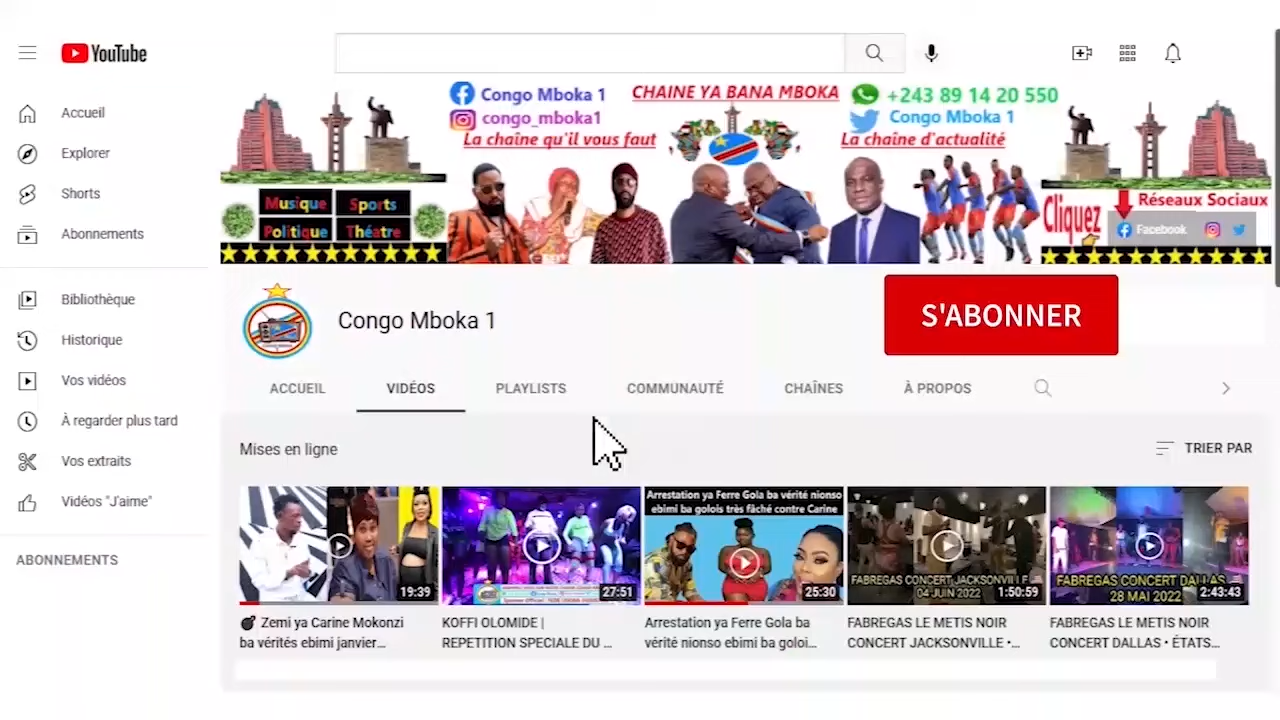 YouTube
Accueil
Explorer
Shorts
Abonnements
Bibliothèque
Historique
Vos vidéos
À regarder plus tard
Vos extraits
Vidéos "J'aime"
ABONNEMENTS
Congo Mboka 1
CHAINE YA BANA MBOKA
+243 89 14 20 550
congo_mboka1
Congo Mboka 1
La chaîne qu'il vous faut
La chaîne d'actualité
Musique
Sports
Politique
Théatre
Cliquez
Réseaux Sociaux
Facebook
Congo Mboka 1
S'ABONNER
ACCUEIL
VIDÉOS
PLAYLISTS
COMMUNAUTÉ
CHAÎNES
À PROPOS
Mises en ligne
TRIER PAR
19:39
27:51
Arrestation ya Ferre Gola ba vérité nionso
ebimi ba golois très fâché contre Carine
25:30
FABREGAS CONCERT JACKSONVILLE
04 JUIN 2022
1:50:59
FABREGAS CONCERT DALLAS
28 MAI 2022
2:43:43
Zemi ya Carine Mokonzi
ba vérités ebimi janvier...
KOFFI OLOMIDE |
REPETITION SPECIALE DU ...
Arrestation ya Ferre Gola ba
vérité nionso ebimi ba goloi...
FABREGAS LE METIS NOIR
CONCERT JACKSONVILLE •...
FABREGAS LE METIS NOIR
CONCERT DALLAS • ÉTATS...